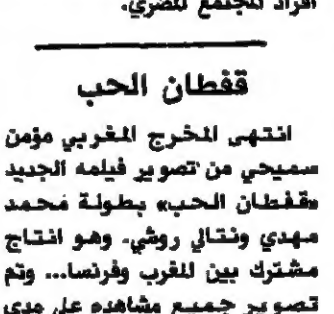 افراد المجتمع المصري.
قفطان الحب
انتهى المخرج المغربي مؤمن
سميحي من تصوير فيلمه الجديد
«قفطان الحب» بطولة محمد
مهدي ونتالي روشي. وهو انتاج
مشترك بين المغرب وفرنسا... وتم
تصوير جميع مشاهده على مدى